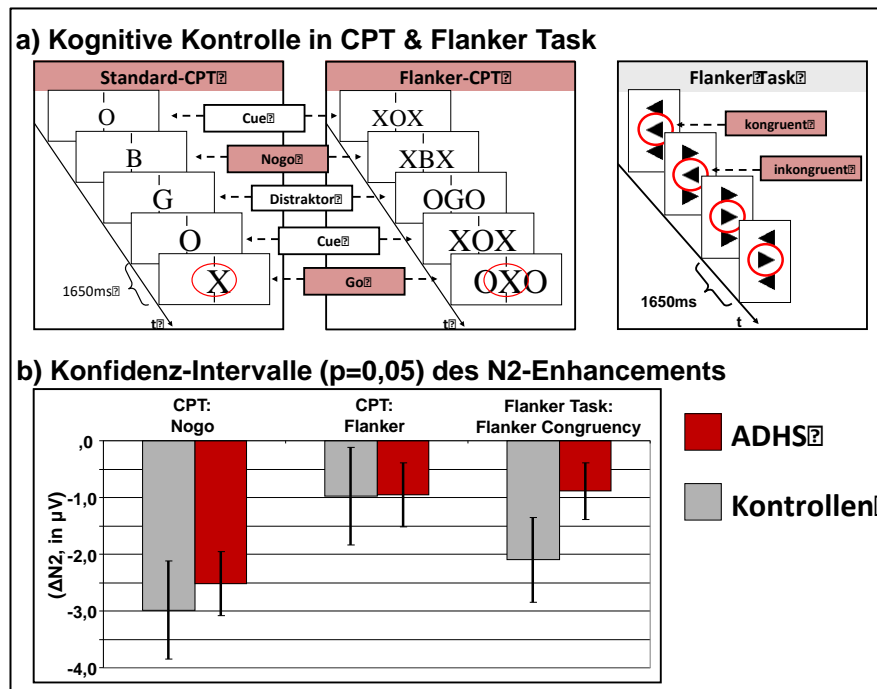 a) Kognitive Kontrolle in CPT & Flanker Task
Standard-CPT
Flanker-CPT
Flanker Task
O
Cue
XOX
B
Nogo
XBX
G
Distraktor
OGO
O
Cue
XOX
X
Go
OXO
1650ms
t
t
kongruent
inkongruent
1650ms
t
b) Konfidenz-Intervalle (p=0,05) des N2-Enhancements
CPT:
Nogo
CPT:
Flanker
Flanker Task:
Flanker Congruency
,0
-1,0
-2,0
-3,0
-4,0
(ΔN2, in µV)
ADHS
Kontrollen